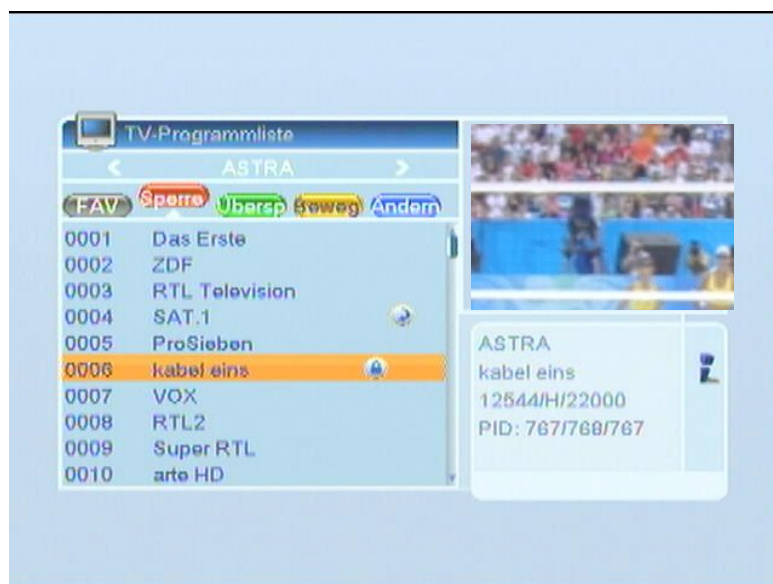 TV-Programmliste
ASTRA
FAV Sperre Übersp Beweg Ändern
0001 Das Erste
0002 ZDF
0003 RTL Television
0004 SAT.1
0005 ProSieben
0006 kabel eins
0007 VOX
0008 RTL2
0009 Super RTL
0010 arte HD
ASTRA
kabel eins
12544/H/22000
PID: 767/768/767